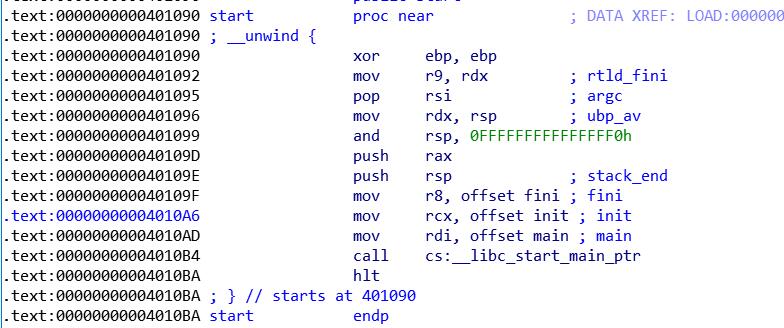 .text:0000000000401090 start proc near ; DATA XREF: LOAD:000000
.text:0000000000401090 ; __unwind {
.text:0000000000401090 xor ebp, ebp
.text:0000000000401092 mov r9, rdx ; rtld_fini
.text:0000000000401095 pop rsi ; argc
.text:0000000000401096 mov rdx, rsp ; ubp_av
.text:0000000000401099 and rsp, 0FFFFFFFFFFFFFFF0h
.text:000000000040109D push rax
.text:000000000040109E push rsp ; stack_end
.text:000000000040109F mov r8, offset fini ; fini
.text:00000000004010A6 mov rcx, offset init ; init
.text:00000000004010AD mov rdi, offset main ; main
.text:00000000004010B4 call cs:__libc_start_main_ptr
.text:00000000004010BA hlt
.text:00000000004010BA ; } // starts at 401090
.text:00000000004010BA start endp